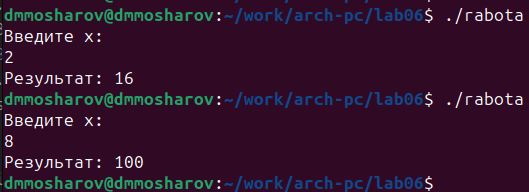 dmmosharov@dmmosharov:~/work/arch-pc/lab06$ ./rabota
Введите x:
2
Результат: 16
dmmosharov@dmmosharov:~/work/arch-pc/lab06$ ./rabota
Введите x:
8
Результат: 100
dmmosharov@dmmosharov:~/work/arch-pc/lab06$